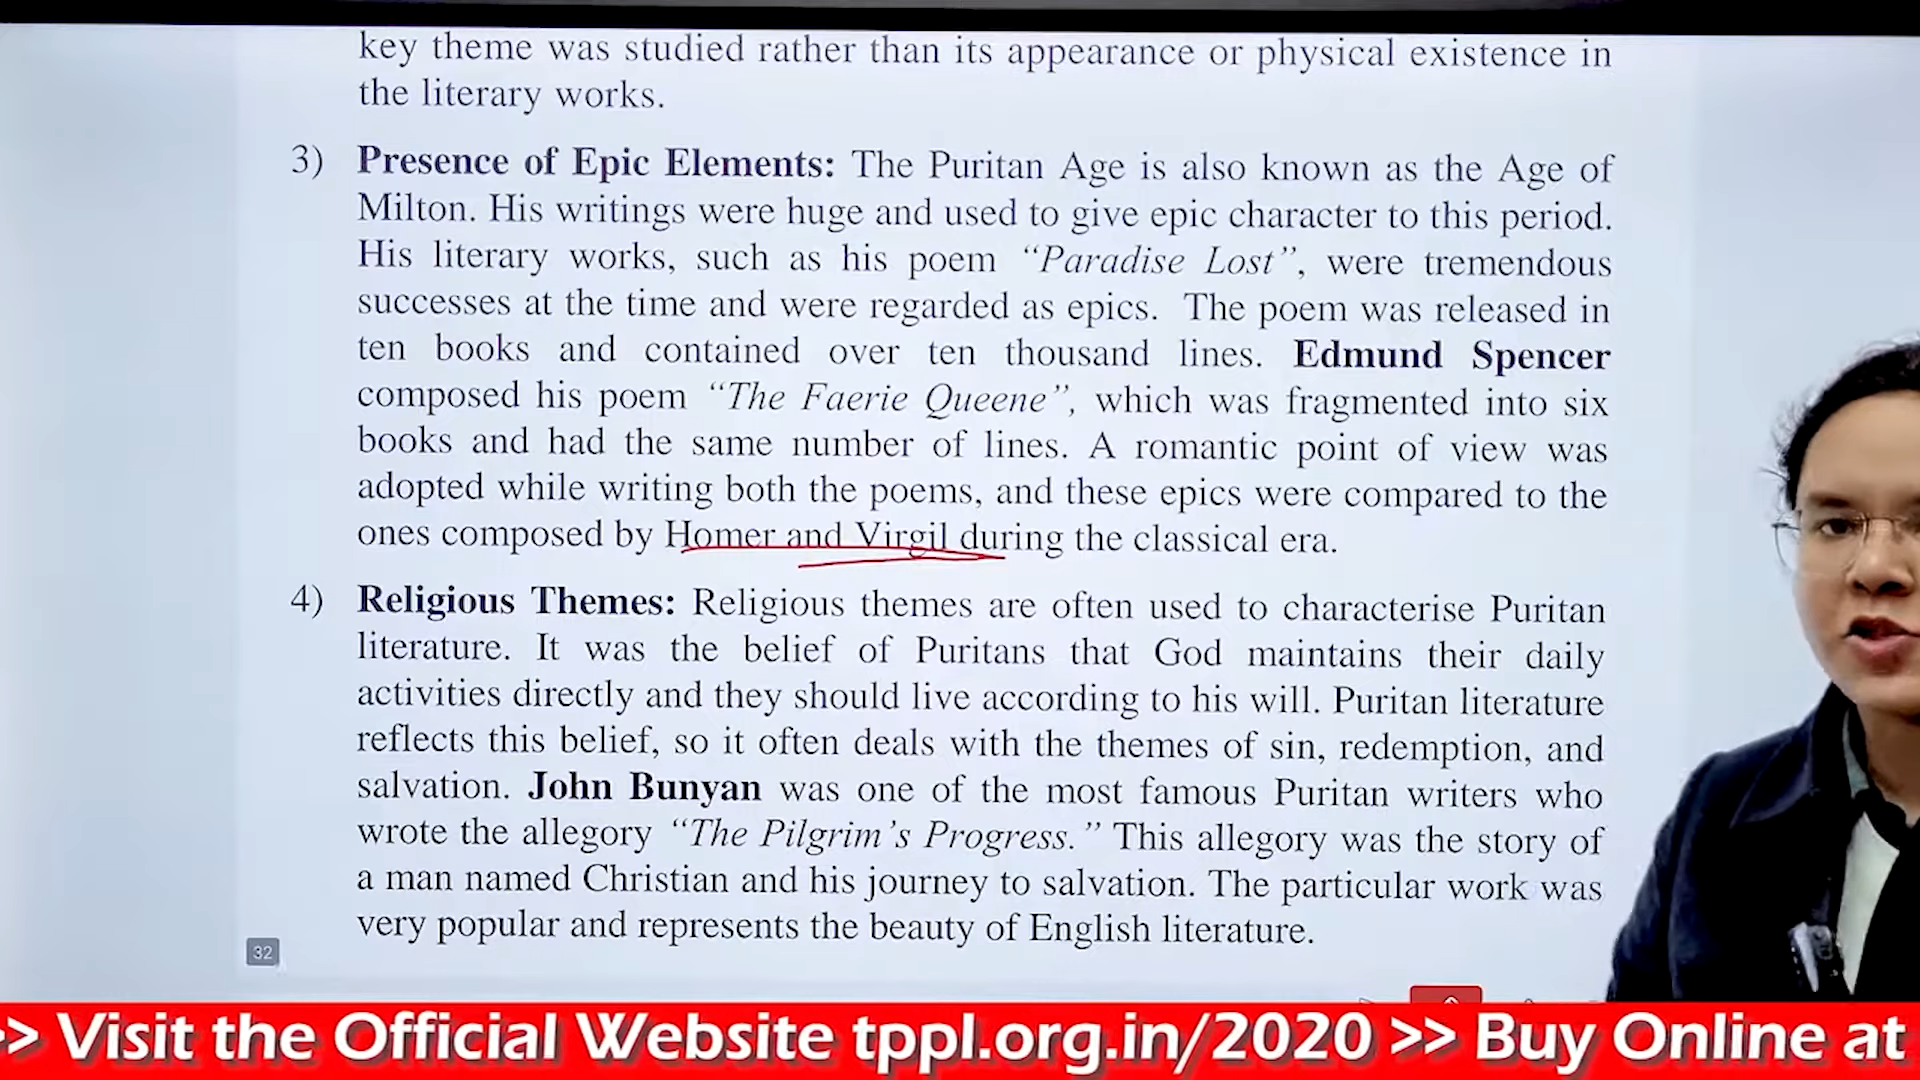 key theme was studied rather than its appearance or physical existence in
the literary works.
3) Presence of Epic Elements: The Puritan Age is also known as the Age of
Milton. His writings were huge and used to give epic character to this period.
His literary works, such as his poem “Paradise Lost”, were tremendous
successes at the time and were regarded as epics. The poem was released in
ten books and contained over ten thousand lines. Edmund Spencer
composed his poem “The Faerie Queene”, which was fragmented into six
books and had the same number of lines. A romantic point of view was
adopted while writing both the poems, and these epics were compared to the
ones composed by Homer and Virgil during the classical era.
4) Religious Themes: Religious themes are often used to characterise Puritan
literature. It was the belief of Puritans that God maintains their daily
activities directly and they should live according to his will. Puritan literature
reflects this belief, so it often deals with the themes of sin, redemption, and
salvation. John Bunyan was one of the most famous Puritan writers who
wrote the allegory “The Pilgrim’s Progress.” This allegory was the story of
a man named Christian and his journey to salvation. The particular work was
very popular and represents the beauty of English literature.
32
>> Visit the Official Website tppl.org.in/2020 >> Buy Online at